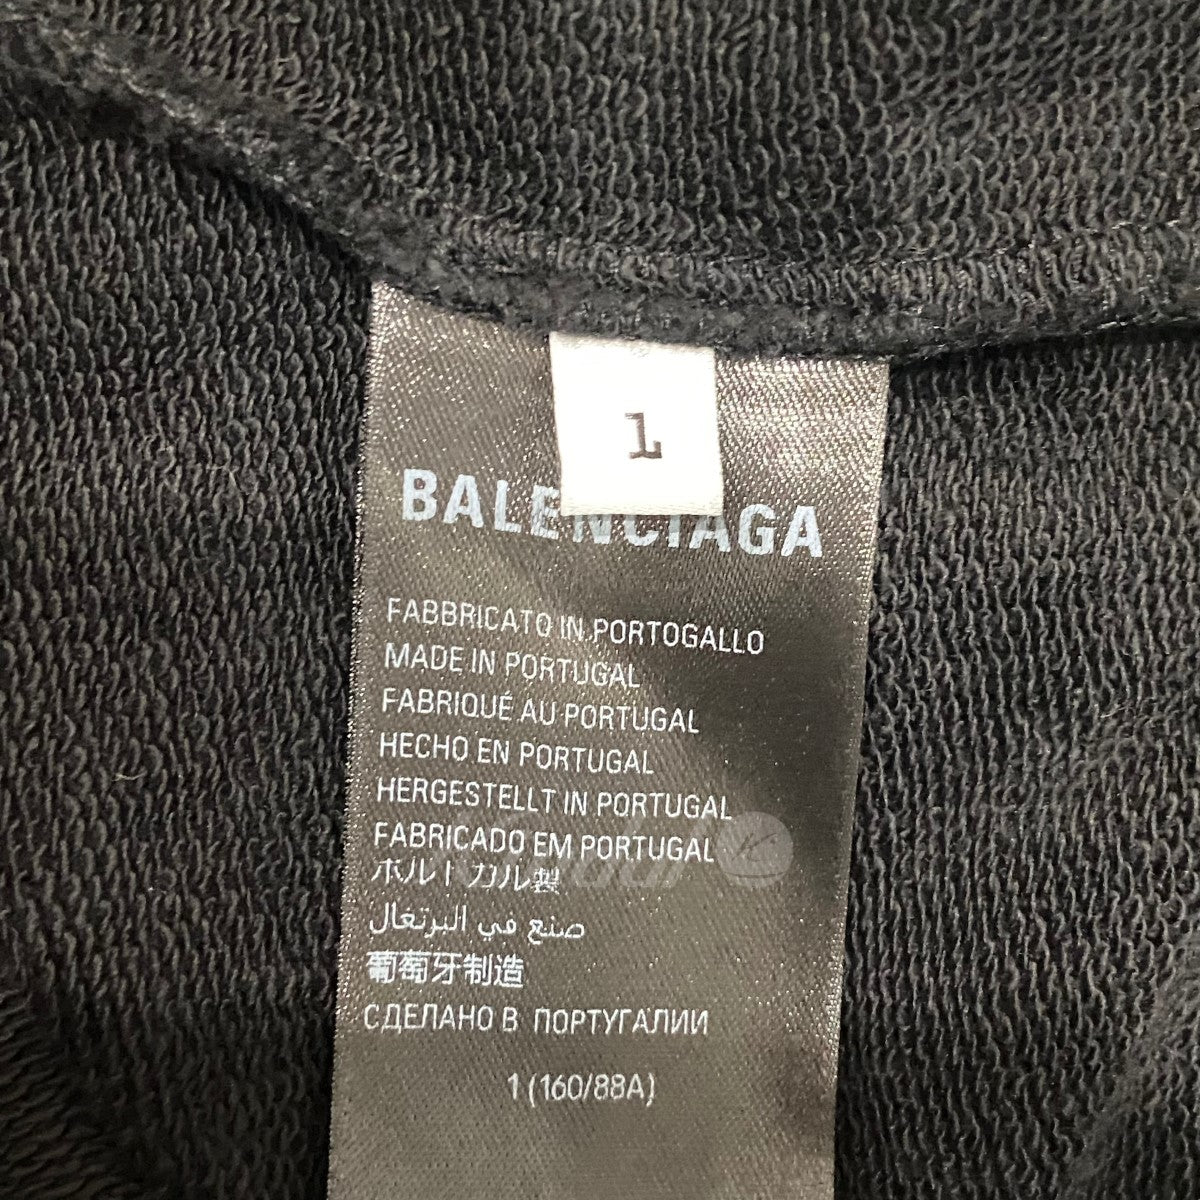 1
BALENCIAGA
FABBRICATO IN PORTOGALLO
MADE IN PORTUGAL
FABRIQUÉ AU PORTUGAL
HECHO EN PORTUGAL
HERGESTELLT IN PORTUGAL
FABRICADO EM PORTUGAL
ポルトガル製
صنع في البرتغال
葡萄牙制造
СДЕЛАНО В ПОРТУГАЛИИ
1 (160/88A)